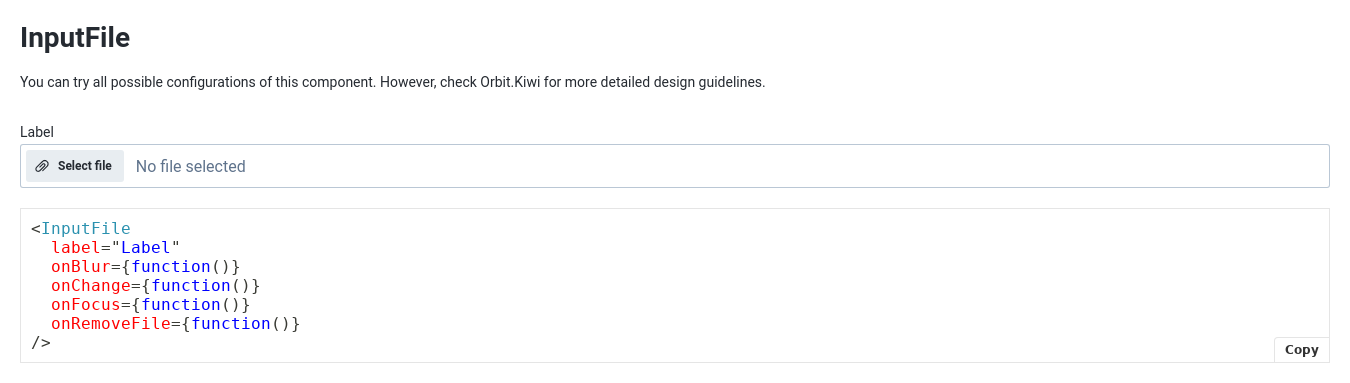 InputFile
You can try all possible configurations of this component. However, check Orbit.Kiwi for more detailed design guidelines.
Label
Select file No file selected
<InputFile
  label="Label"
  onBlur={function()}
  onChange={function()}
  onFocus={function()}
  onRemoveFile={function()}
/>
Copy